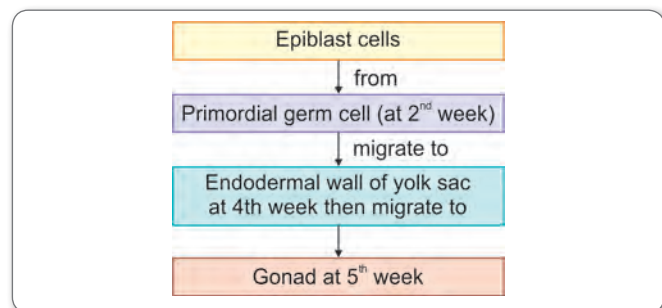 Epiblast cells
from
Primordial germ cell (at 2nd week)
migrate to
Endodermal wall of yolk sac
at 4th week then migrate to
Gonad at 5th week